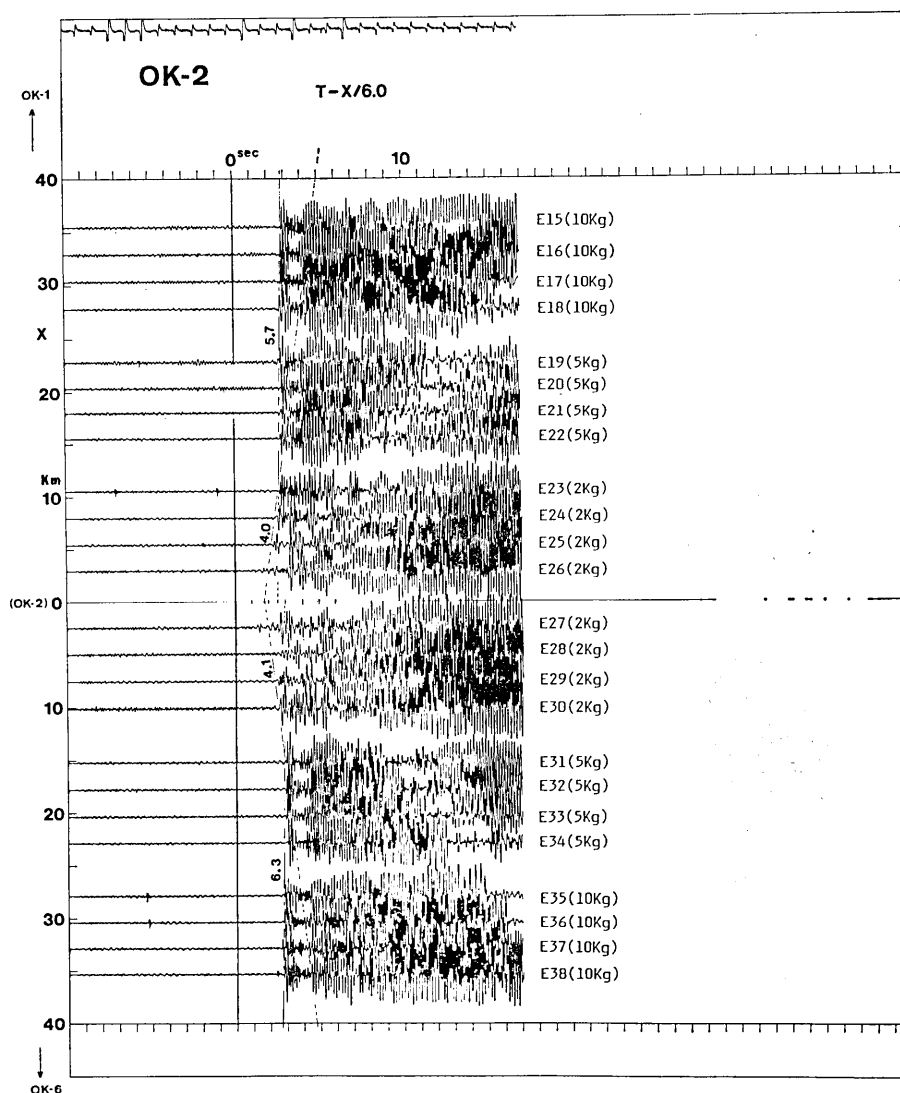 OK-2
T-X/6.0
OK-1
0 sec
10
40
E15(10Kg)
E16(10Kg)
30
E17(10Kg)
E18(10Kg)
X
5.7
E19(5Kg)
20
E20(5Kg)
E21(5Kg)
E22(5Kg)
Km
10
E23(2Kg)
E24(2Kg)
4.0
E25(2Kg)
E26(2Kg)
(OK-2) 0
E27(2Kg)
E28(2Kg)
4.1
E29(2Kg)
10
E30(2Kg)
E31(5Kg)
E32(5Kg)
20
E33(5Kg)
E34(5Kg)
6.3
E35(10Kg)
30
E36(10Kg)
E37(10Kg)
E38(10Kg)
40
OK-6